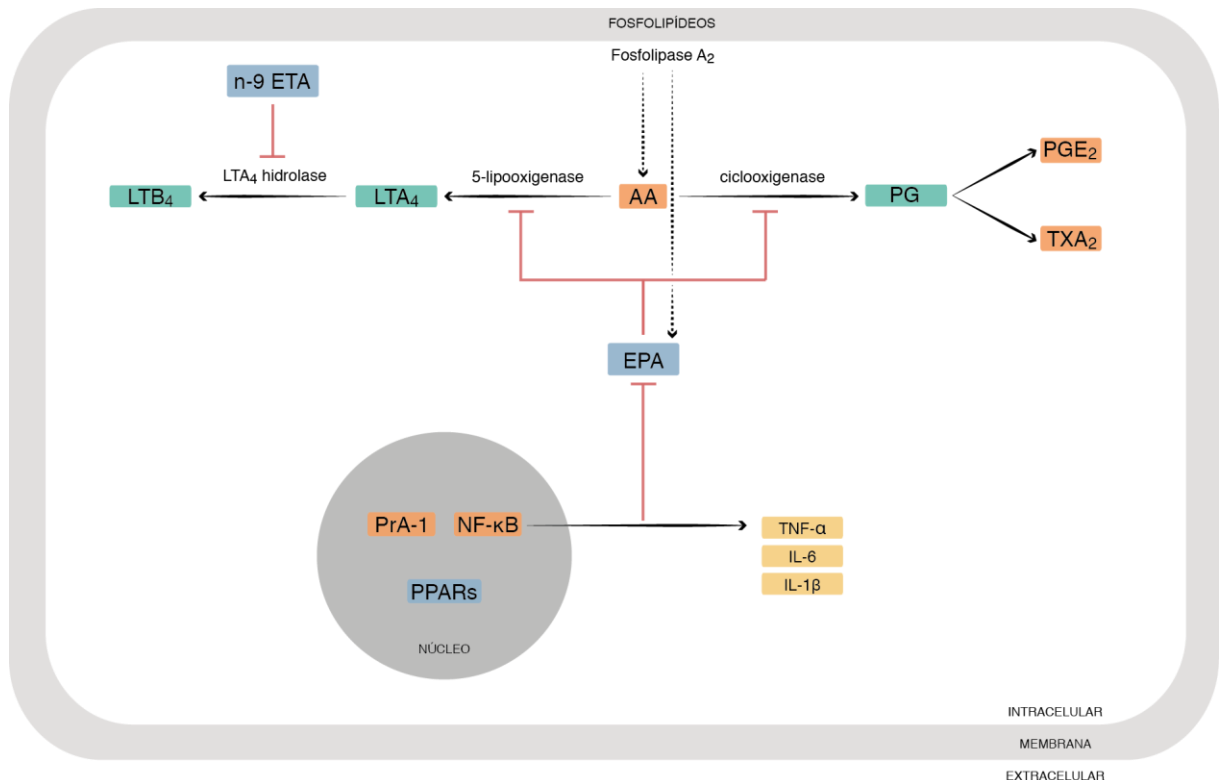 FOSFOLIPÍDEOS
Fosfolipase A₂
n-9 ETA
LTA₄ hidrolase
5-lipooxigenase
ciclooxigenase
PGE₂
LTB₄
LTA₄
AA
PG
TXA₂
EPA
PrA-1
NF-κB
TNF-α
IL-6
IL-1β
PPARs
NÚCLEO
INTRACELULAR
MEMBRANA
EXTRACELULAR